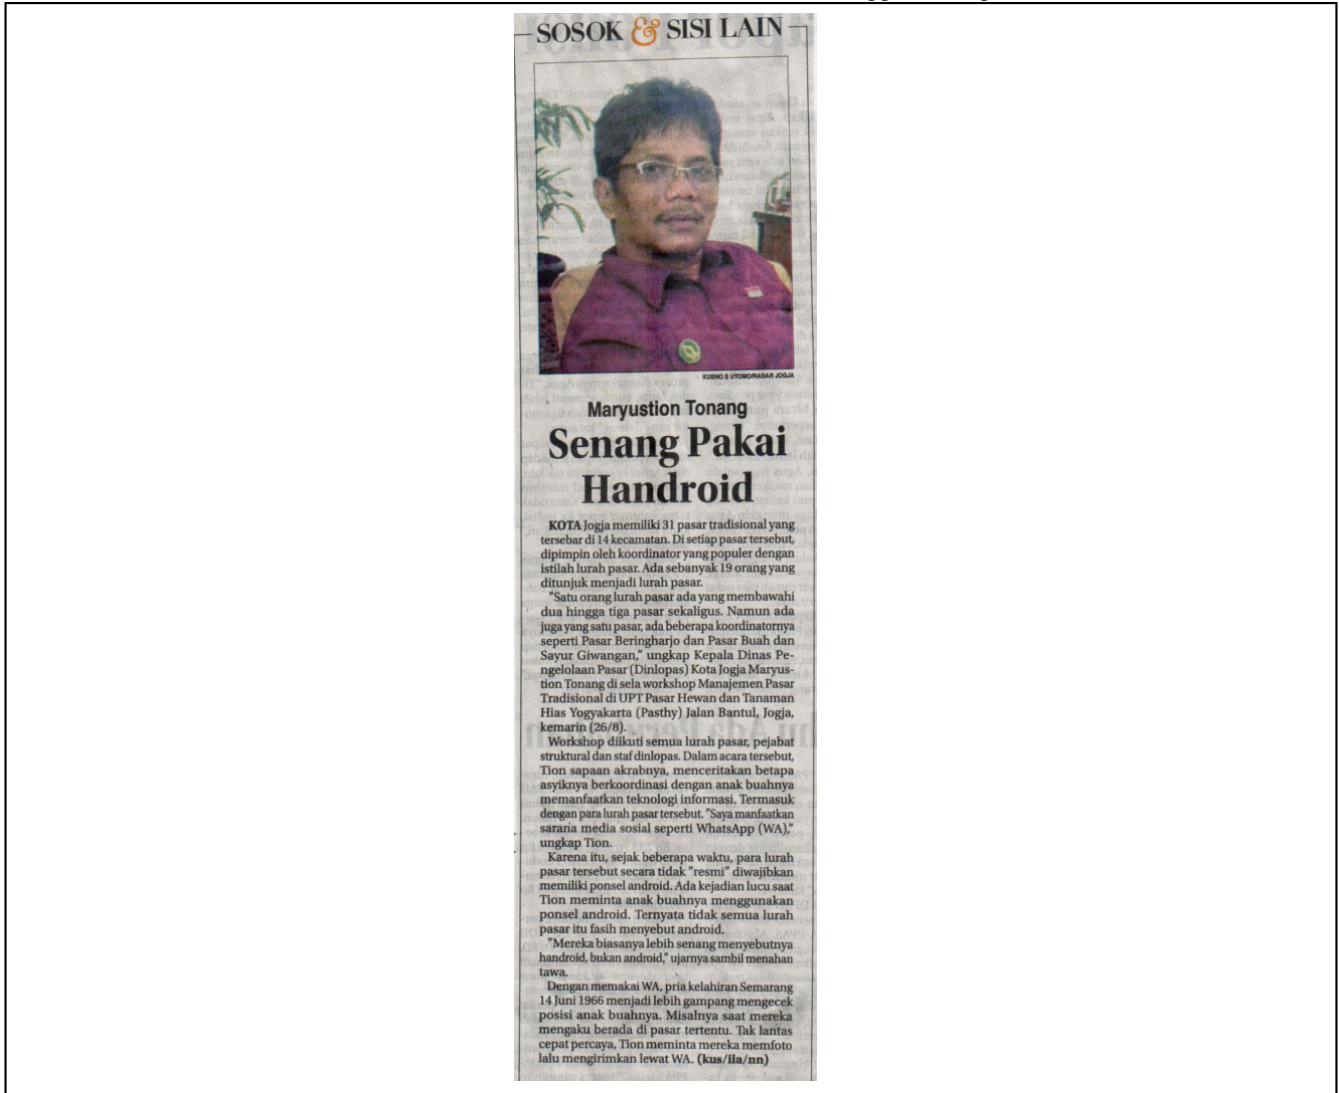 SOSOK & SISI LAIN
KUSNO S UTOMO/RADAR JOGJA
Maryustion Tonang
Senang Pakai
Handroid
KOTA Jogja memiliki 31 pasar tradisional yang
tersebar di 14 kecamatan. Di setiap pasar tersebut,
dipimpin oleh koordinator yang populer dengan
istilah lurah pasar. Ada sebanyak 19 orang yang
ditunjuk menjadi lurah pasar.
"Satu orang lurah pasar ada yang membawahi
dua hingga tiga pasar sekaligus. Namun ada
juga yang satu pasar, ada beberapa koordinatornya
seperti Pasar Beringharjo dan Pasar Buah dan
Sayur Giwangan," ungkap Kepala Dinas Pe-
ngelolaan Pasar (Dinlopas) Kota Jogja Maryus-
tion Tonang di sela workshop Manajemen Pasar
Tradisional di UPT Pasar Hewan dan Tanaman
Hias Yogyakarta (Pasthy) Jalan Bantul, Jogja,
kemarin (26/8).
Workshop diikuti semua lurah pasar, pejabat
struktural dan staf dinlopas. Dalam acara tersebut,
Tion sapaan akrabnya, menceritakan betapa
asyiknya berkoordinasi dengan anak buahnya
memanfaatkan teknologi informasi. Termasuk
dengan para lurah pasar tersebut. "Saya manfaatkan
sarana media sosial seperti WhatsApp (WA),"
ungkap Tion.
Karena itu, sejak beberapa waktu, para lurah
pasar tersebut secara tidak "resmi" diwajibkan
memiliki ponsel android. Ada kejadian lucu saat
Tion meminta anak buahnya menggunakan
ponsel android. Ternyata tidak semua lurah
pasar itu fasih menyebut android.
"Mereka biasanya lebih senang menyebutnya
handroid, bukan android," ujarnya sambil menahan
tawa.
Dengan memakai WA, pria kelahiran Semarang
14 Juni 1966 menjadi lebih gampang mengecek
posisi anak buahnya. Misalnya saat mereka
mengaku berada di pasar tertentu. Tak lantas
cepat percaya, Tion meminta mereka memfoto
lalu mengirimkan lewat WA. (kus/ila/nn)